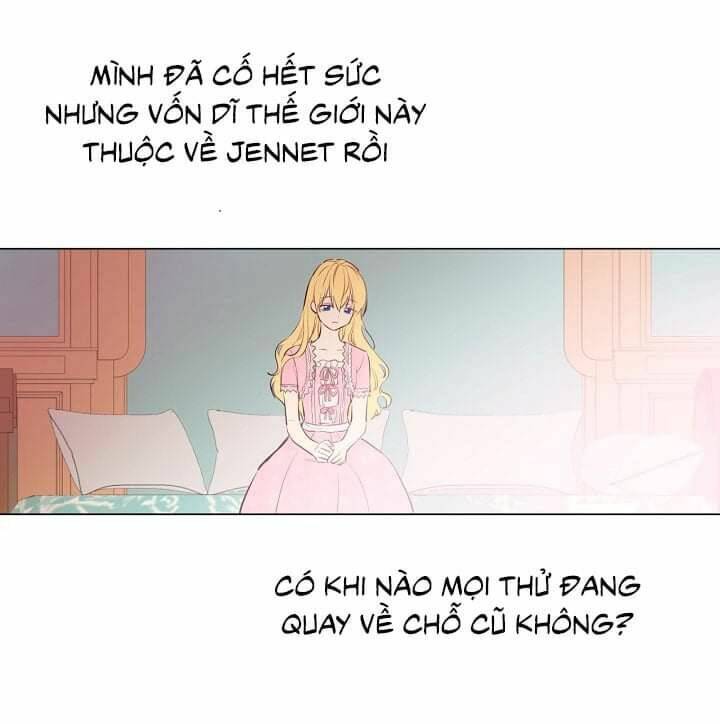 MÌNH ĐÃ CỐ HẾT SỨC
NHƯNG VỐN DĨ THẾ GIỚI NÀY
THUỘC VỀ JENNET RỒI
CÓ KHI NÀO MỌI THỬ ĐANG
QUAY VỀ CHỖ CŨ KHÔNG?